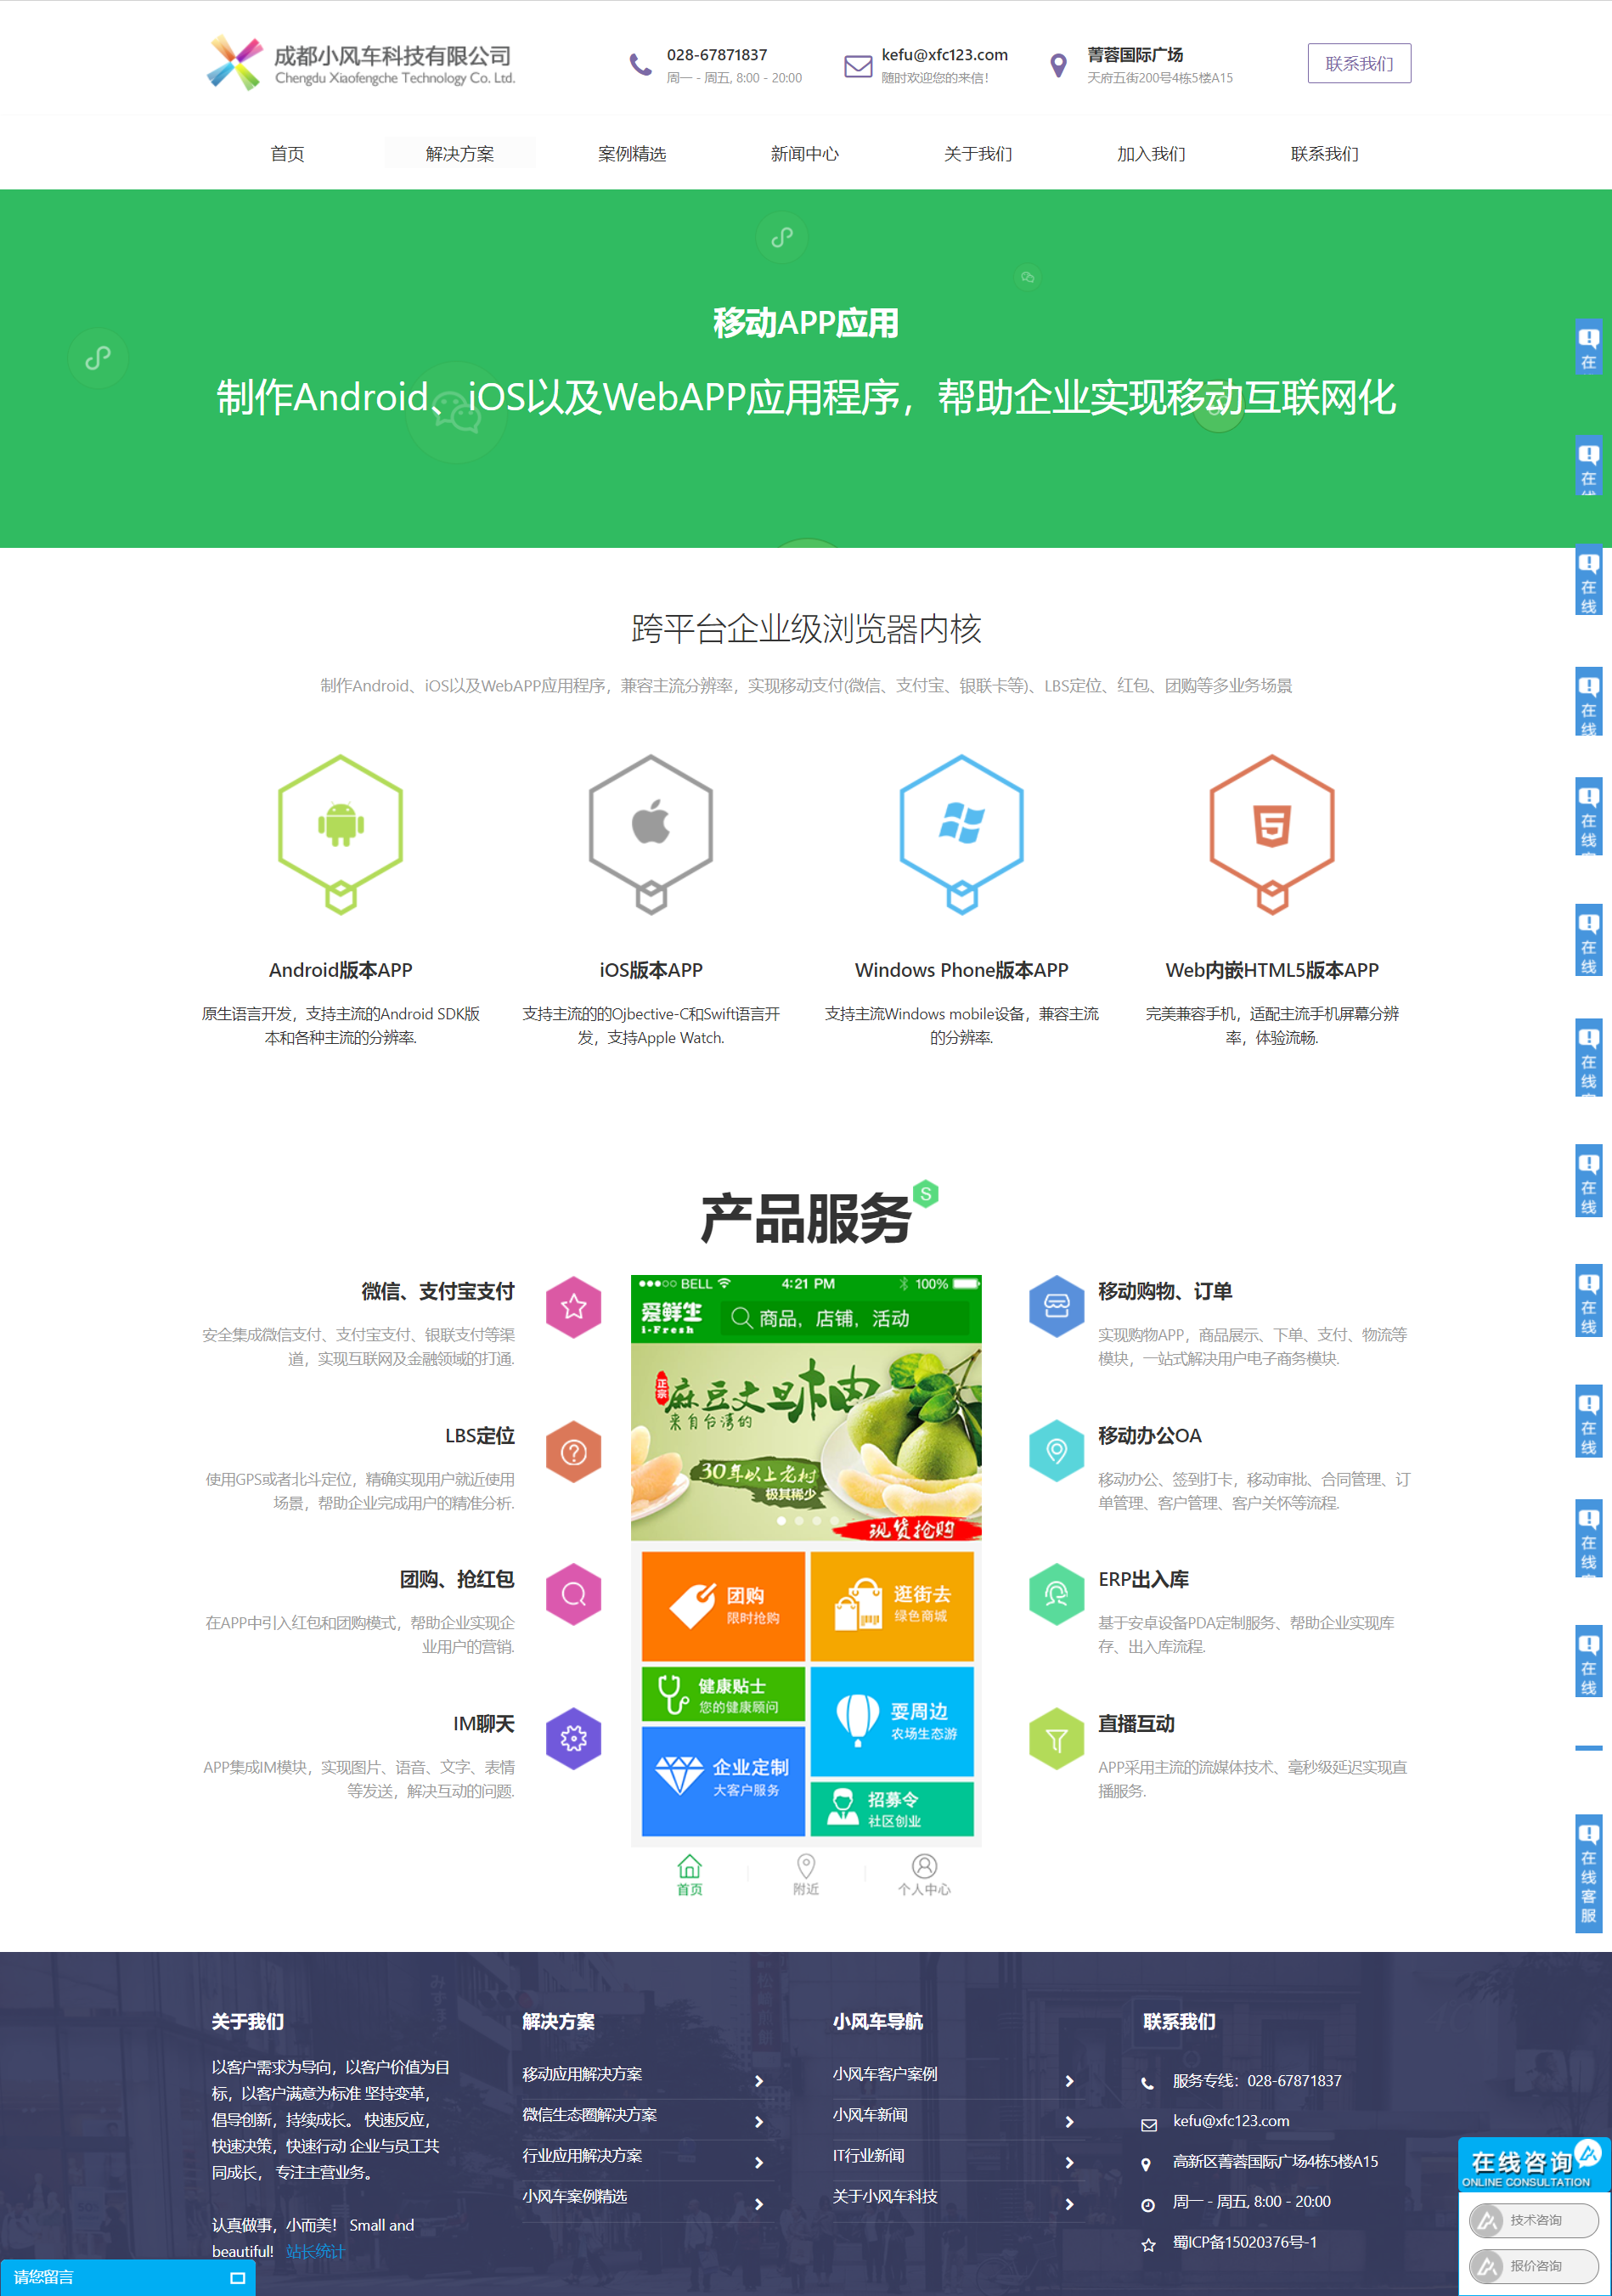 成都小风车科技有限公司
Chengdu Xiaofengche Technology Co. Ltd.
028-67871837
周一 - 周五, 8:00 - 20:00
kefu@xfc123.com
随时欢迎您的来信!
菁蓉国际广场
天府五街200号4栋5楼A15
联系我们
首页
解决方案
案例精选
新闻中心
关于我们
加入我们
联系我们
移动APP应用
制作Android、iOS以及WebAPP应用程序，帮助企业实现移动互联网化
跨平台企业级浏览器内核
制作Android、iOS以及WebAPP应用程序，兼容主流分辨率，实现移动支付(微信、支付宝、银联卡等)、LBS定位、红包、团购等多业务场景
Android版本APP
原生语言开发，支持主流的Android SDK版
本和各种主流的分辨率.
iOS版本APP
支持主流的的Ojbective-C和Swift语言开
发，支持Apple Watch.
Windows Phone版本APP
支持主流Windows mobile设备，兼容主流
的分辨率.
Web内嵌HTML5版本APP
完美兼容手机，适配主流手机屏幕分辨
率，体验流畅.
产品服务
S
微信、支付宝支付
安全集成微信支付、支付宝支付、银联支付等渠
道，实现互联网及金融领域的打通.
LBS定位
使用GPS或者北斗定位，精确实现用户就近使用
场景，帮助企业完成用户的精准分析.
团购、抢红包
在APP中引入红包和团购模式，帮助企业实现企
业用户的营销.
IM聊天
APP集成IM模块，实现图片、语音、文字、表情
等发送，解决互动的问题.
BELL
4:21 PM
100%
爱鲜生
i-Fresh
商品，店铺，活动
正宗
麻豆文旦柚
来自台湾的
30年以上老树
极其稀少
现货抢购
团购
限时抢购
逛街去
绿色商城
健康贴士
您的健康顾问
耍周边
农场生态游
企业定制
大客户服务
招募令
社区创业
首页
附近
个人中心
移动购物、订单
实现购物APP，商品展示、下单、支付、物流等
模块，一站式解决用户电子商务模块.
移动办公OA
移动办公、签到打卡，移动审批、合同管理、订
单管理、客户管理、客户关怀等流程.
ERP出入库
基于安卓设备PDA定制服务、帮助企业实现库
存、出入库流程.
直播互动
APP采用主流的流媒体技术、毫秒级延迟实现直
播服务.
在
在线
在线
在线
在线
在线
在线
在线
在线
在线
在线
在线
在线客服
关于我们
以客户需求为导向，以客户价值为目
标，以客户满意为标准 坚持变革，
倡导创新，持续成长。 快速反应，
快速决策，快速行动 企业与员工共
同成长， 专注主营业务。
认真做事，小而美！ Small and
beautiful! 站长统计
解决方案
移动应用解决方案
微信生态圈解决方案
行业应用解决方案
小风车案例精选
小风车导航
小风车客户案例
小风车新闻
IT行业新闻
关于小风车科技
联系我们
服务专线：028-67871837
kefu@xfc123.com
高新区菁蓉国际广场4栋5楼A15
周一 - 周五, 8:00 - 20:00
蜀ICP备15020376号-1
在线咨询
ONLINE CONSULTATION
技术咨询
报价咨询
请您留言